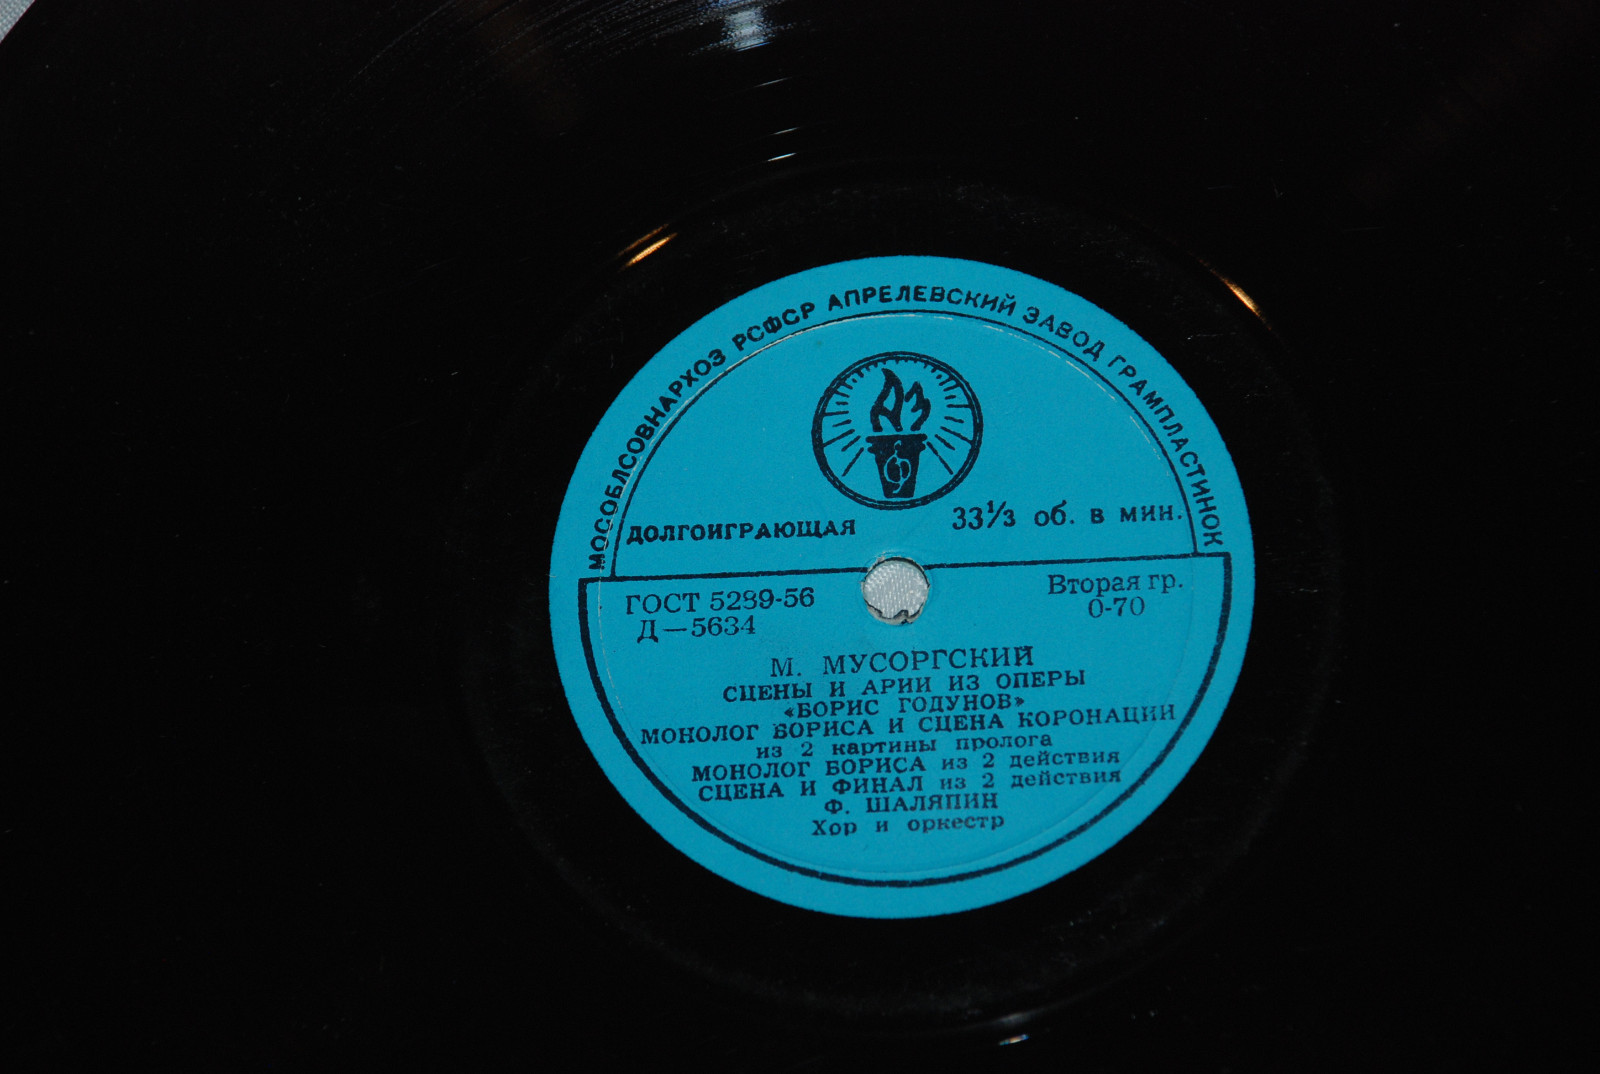 МОСОБЛСОВНАРХОЗ РСФСР АПРЕЛЕВСКИЙ ЗАВОД ГРАМПЛАСТИНОК
АЗ
ДОЛГОИГРАЮЩАЯ
33⅓ об. в мин.
ГОСТ 5289-56
Д—5634
Вторая гр.
0-70
М. МУСОРГСКИЙ
СЦЕНЫ И АРИИ ИЗ ОПЕРЫ
«БОРИС ГОДУНОВ»
МОНОЛОГ БОРИСА И СЦЕНА КОРОНАЦИИ
из 2 картины пролога
МОНОЛОГ БОРИСА из 2 действия
СЦЕНА И ФИНАЛ из 2 действия
Ф. ШАЛЯПИН
Хор и оркестр